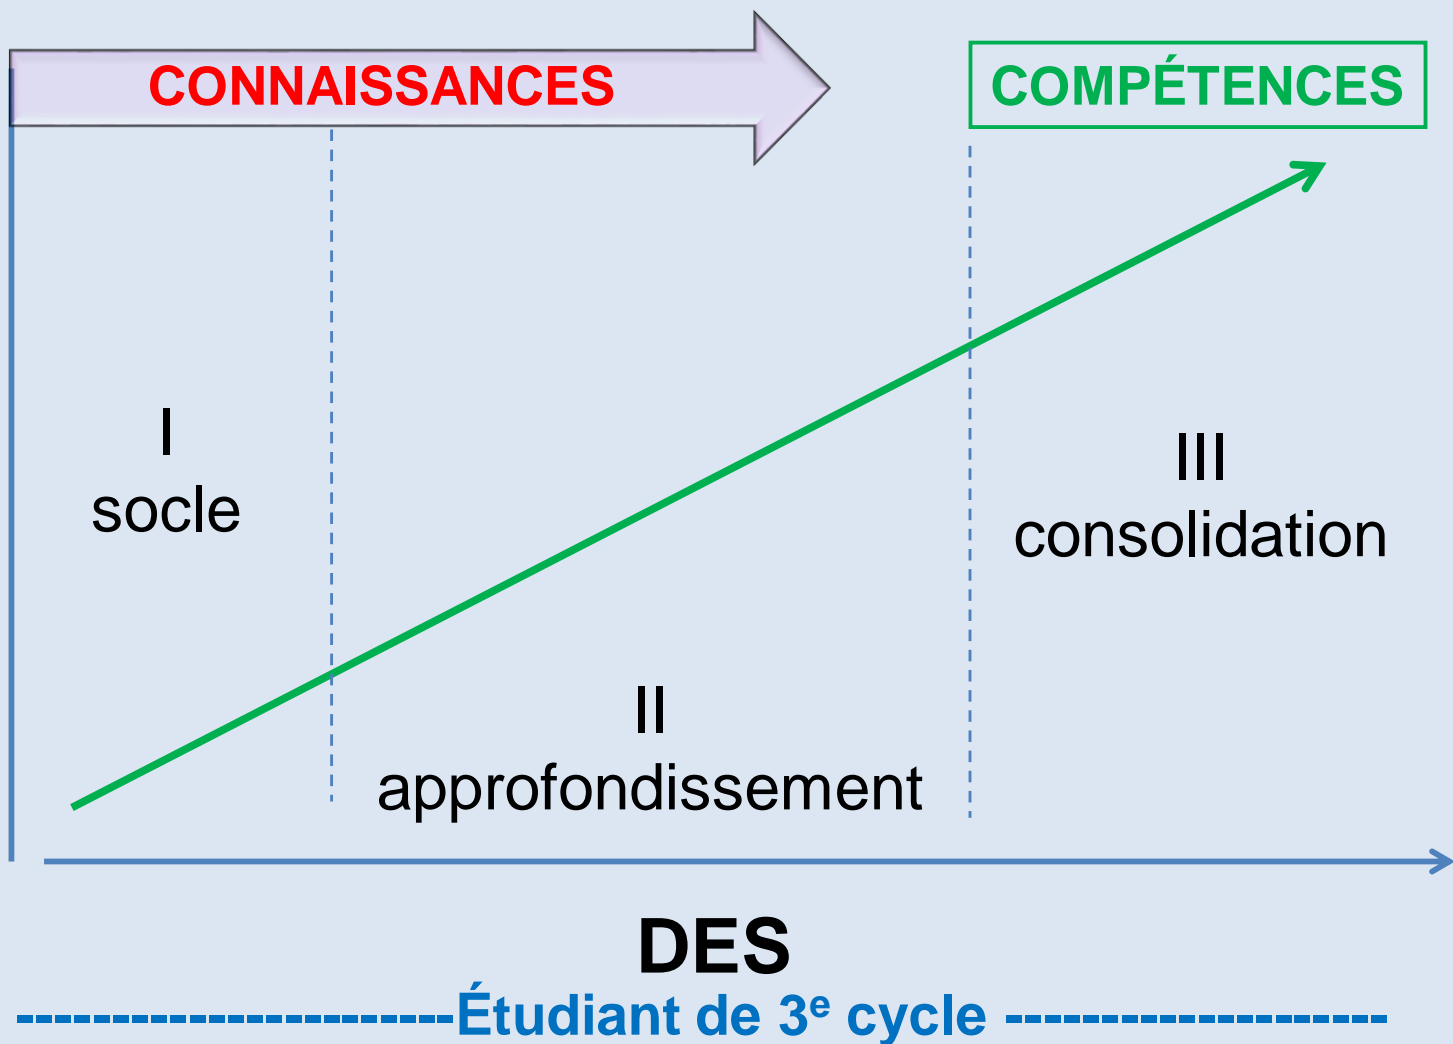 CONNAISSANCES
COMPÉTENCES
I
socle
II
approfondissement
III
consolidation
DES
-----------------------Étudiant de 3e cycle --------------------